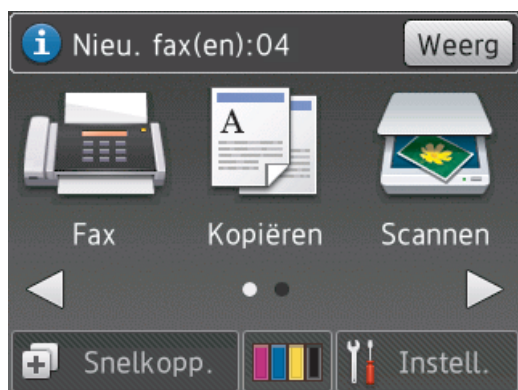 i Nieu. fax(en):04 Weerg
A
Fax Kopiëren Scannen
Snelkopp. Instell.